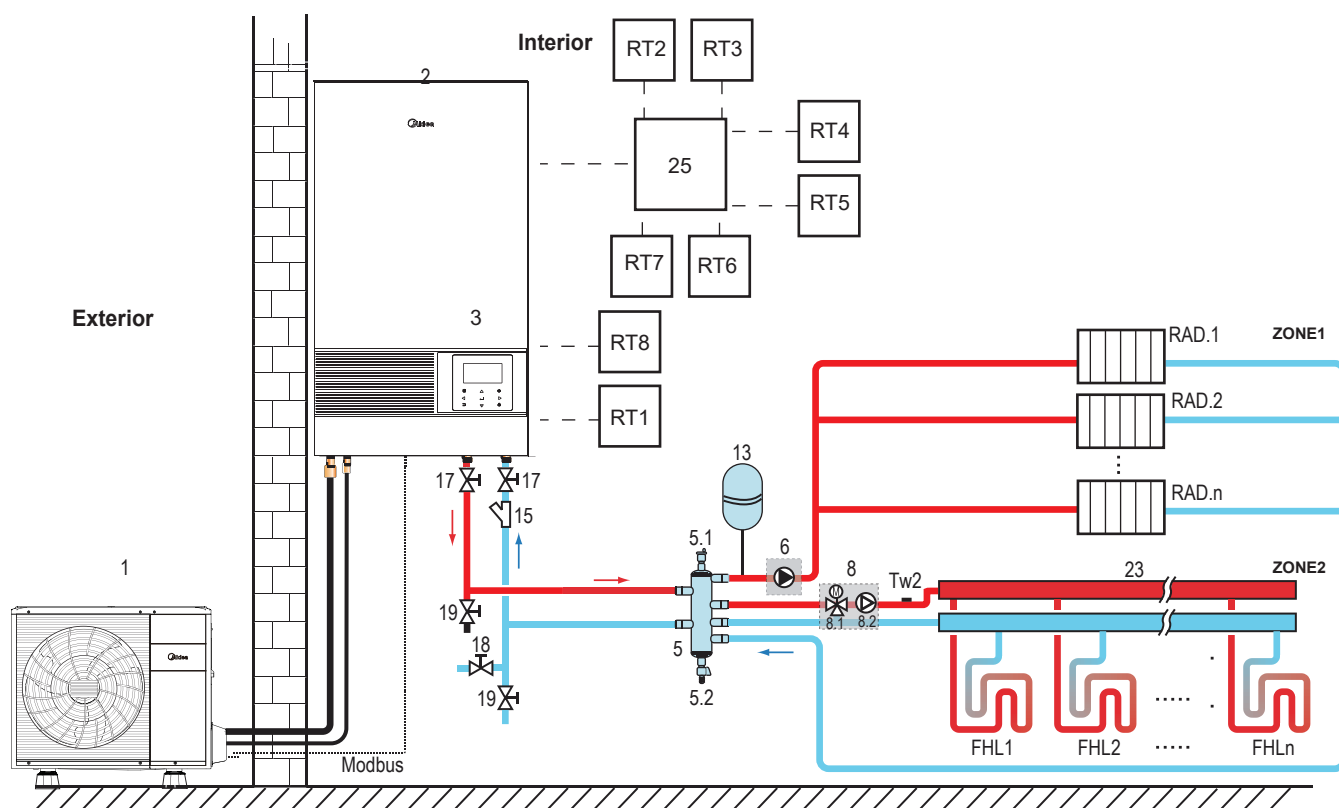 Interior
RT2
RT3
2
Midea
RT4
25
RT5
RT7
RT6
Exterior
3
RT8
RT1
RAD.1
ZONE1
RAD.2
RAD.n
17
17
15
13
5.1
6
8
Tw2
23
ZONE2
8.1
8.2
M
19
18
5
19
5.2
1
Midea
Modbus
FHL1
FHL2
FHLn